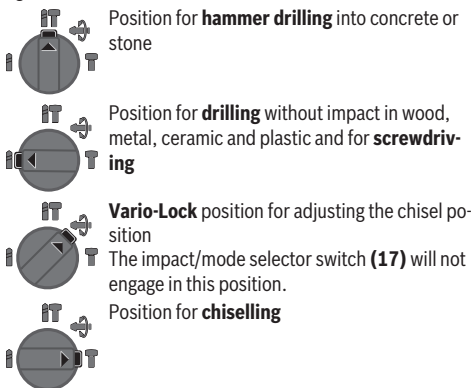 Position for hammer drilling into concrete or
stone
Position for drilling without impact in wood,
metal, ceramic and plastic and for screwdriv-
ing
Vario-Lock position for adjusting the chisel po-
sition
The impact/mode selector switch (17) will not
engage in this position.
Position for chiselling